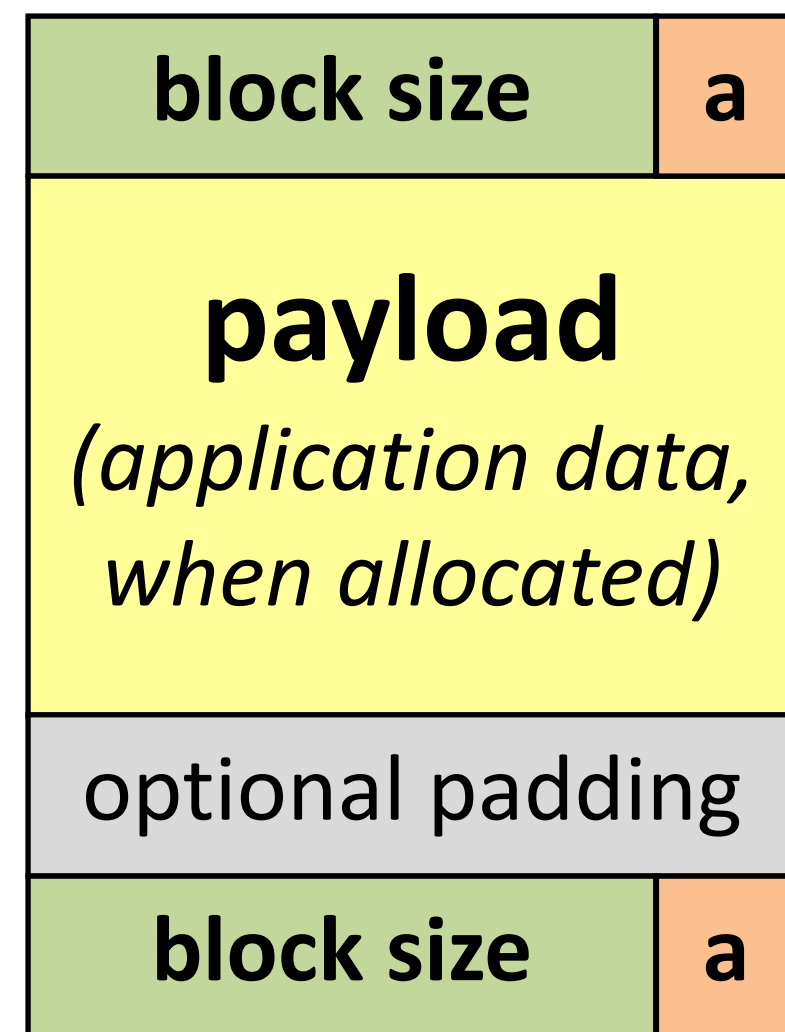 block size a
payload
(application data,
when allocated)
optional padding
block size a